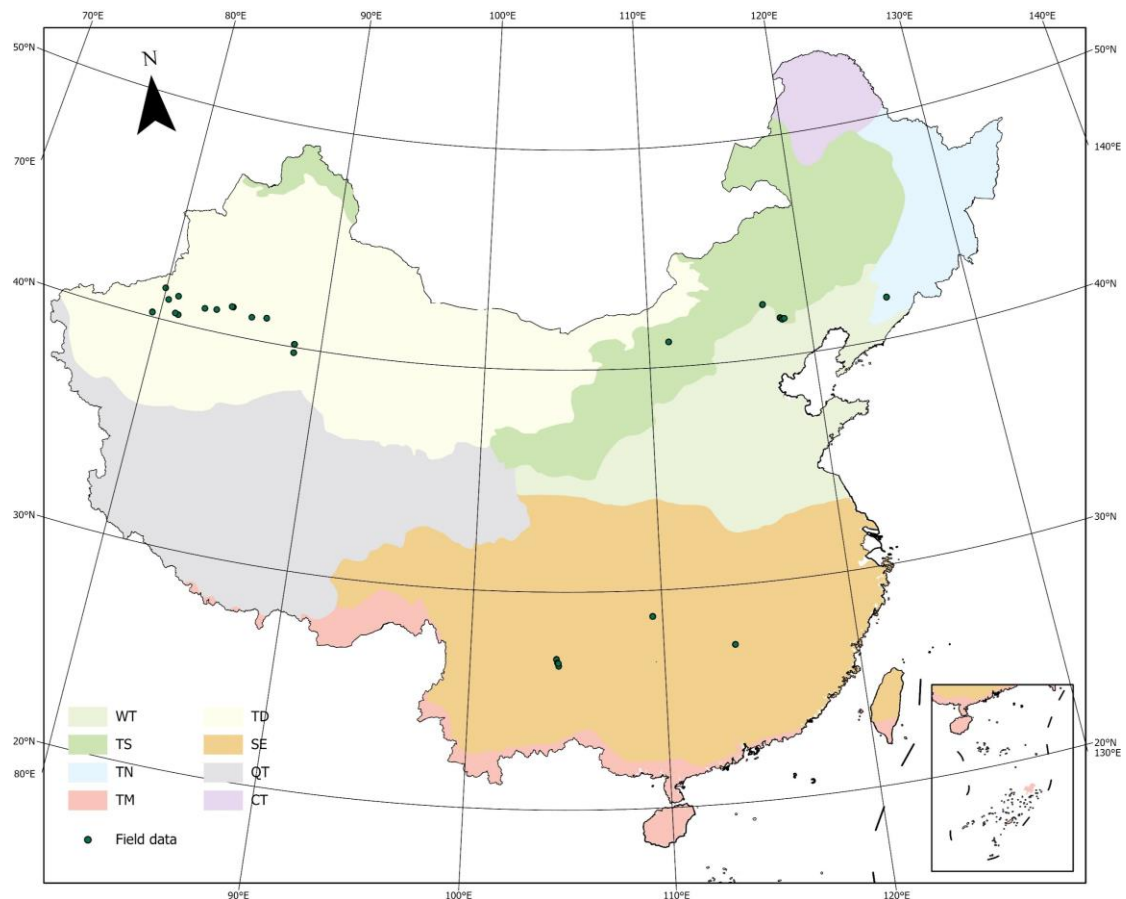 70°E 80°E 90°E 100°E 110°E 120°E 130°E 140°E
50°N 50°N
N
70°E 140°E
40°N 40°N
30°N 30°N
WT TD
TS SE
20°N 20°N
TN QT
130°E
80°E
TM CT
Field data
90°E 100°E 110°E 120°E